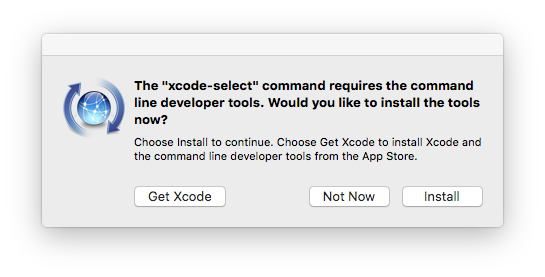 The "xcode-select" command requires the command
line developer tools. Would you like to install the tools
now?
Choose Install to continue. Choose Get Xcode to install Xcode and
the command line developer tools from the App Store.
Get Xcode
Not Now
Install